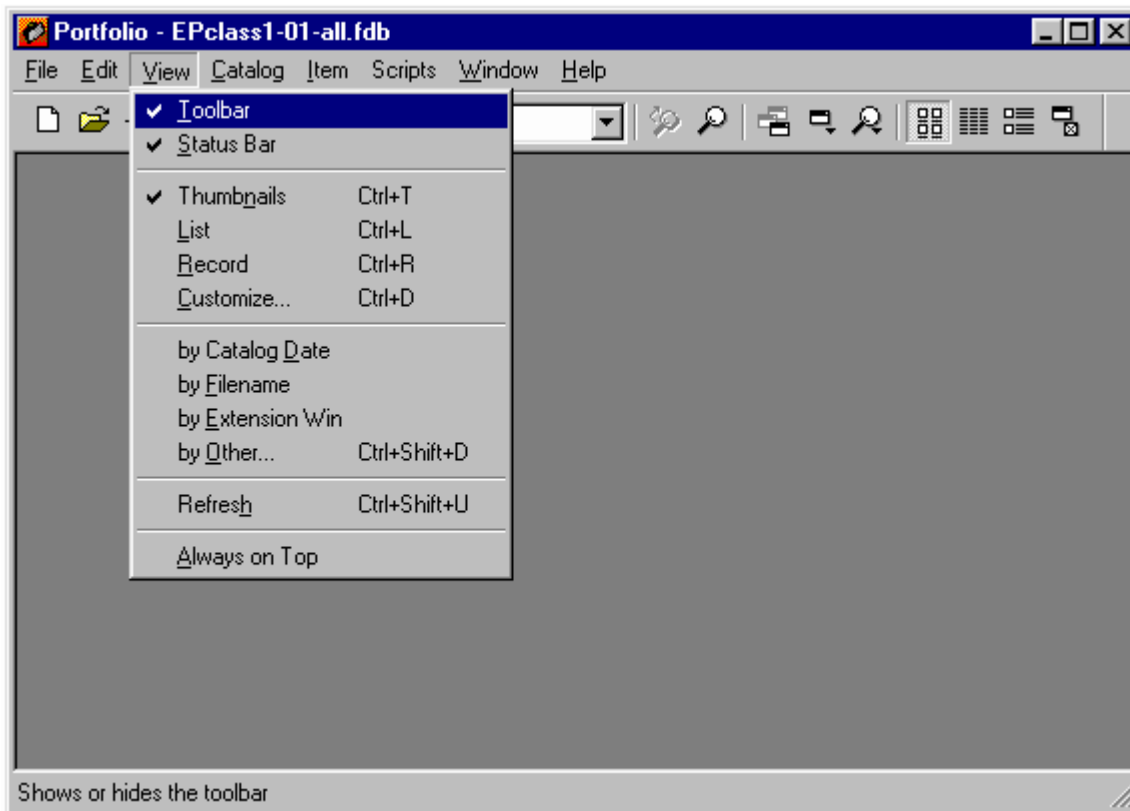 Portfolio - EPclass1-01-all.fdb
File Edit View Catalog Item Scripts Window Help
Toolbar
Status Bar
Thumbnails Ctrl+T
List Ctrl+L
Record Ctrl+R
Customize... Ctrl+D
by Catalog Date
by Filename
by Extension Win
by Other... Ctrl+Shift+D
Refresh Ctrl+Shift+U
Always on Top
Shows or hides the toolbar